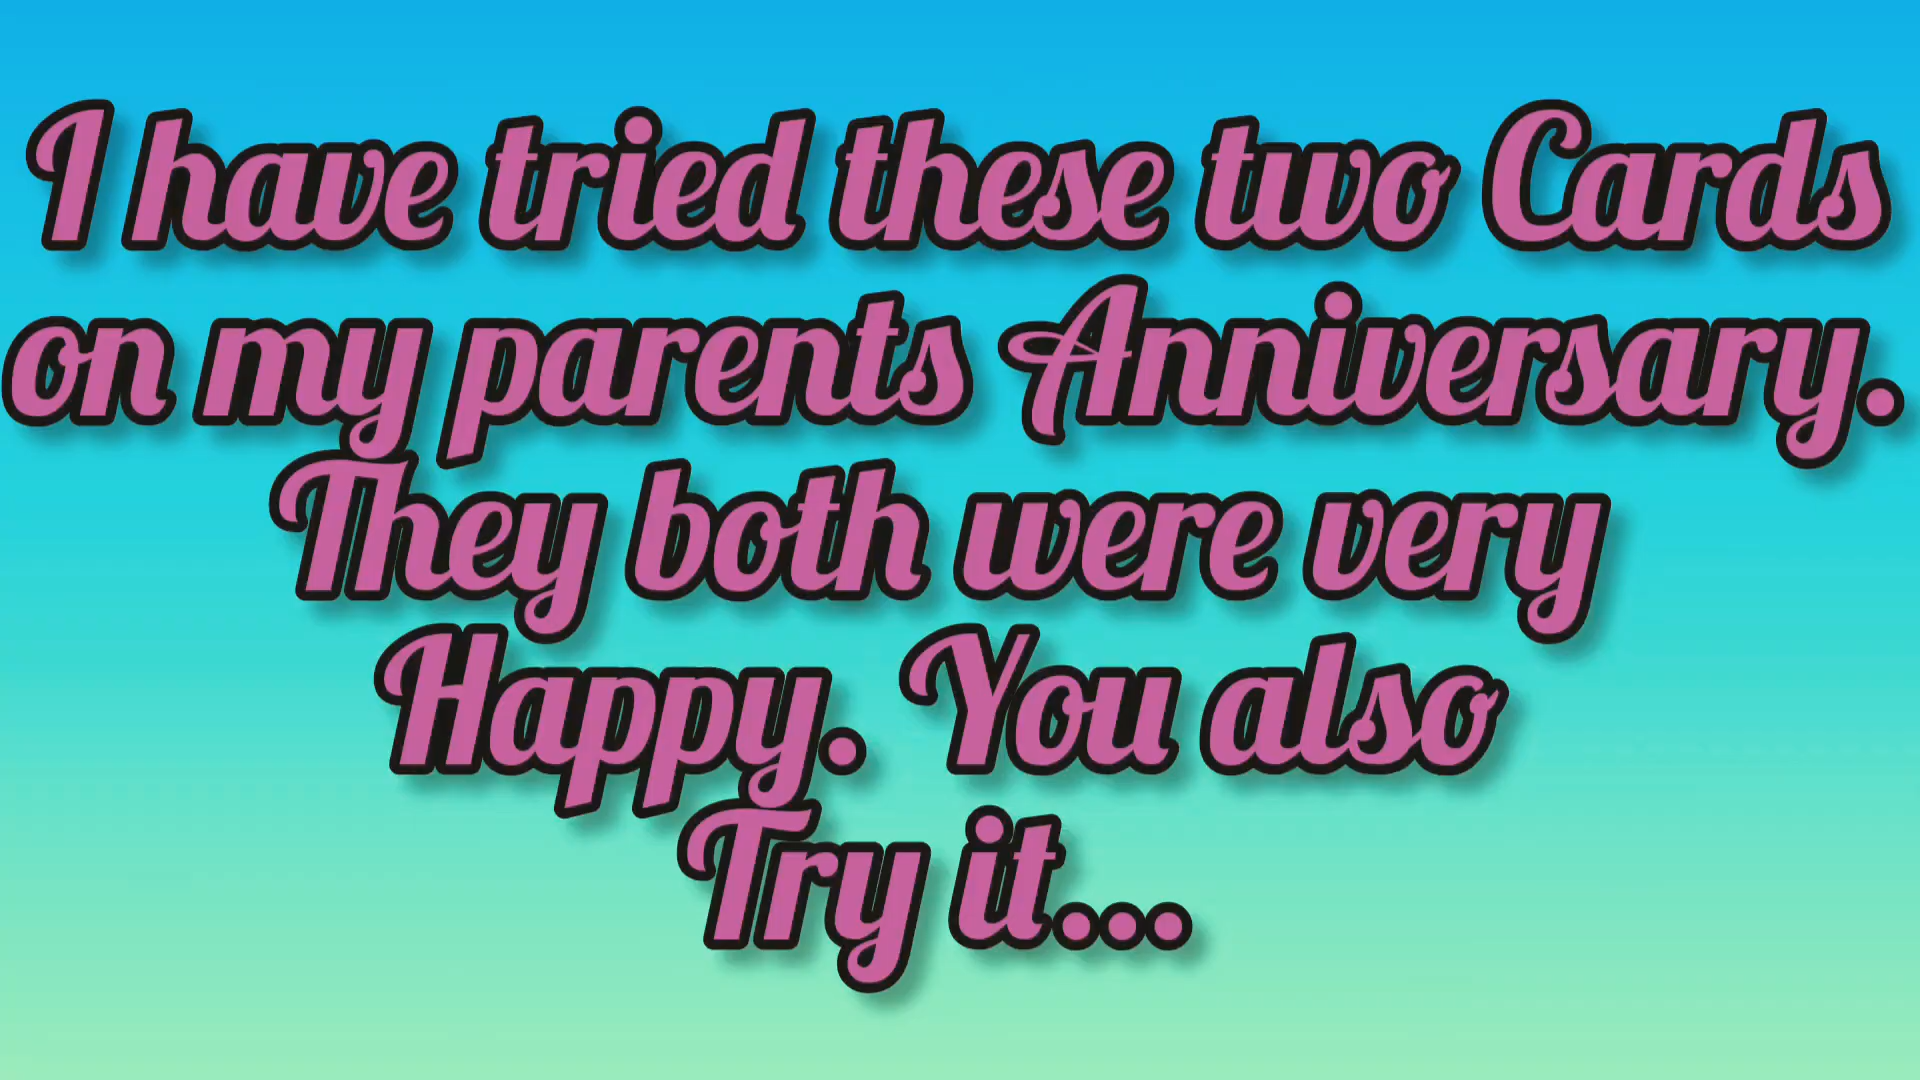 I have tried these two Cards
on my parents Anniversary.
They both were very
Happy. You also
Try it...